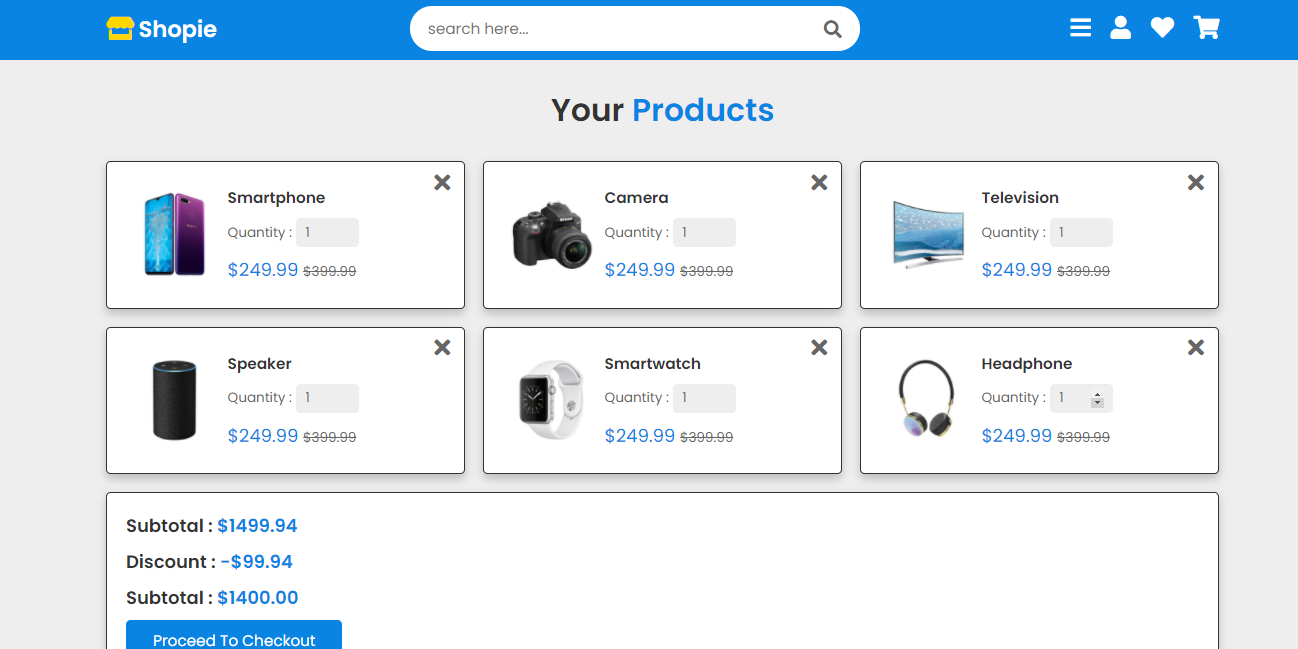 Shopie
search here...
Your Products
Smartphone
Quantity : 1
$249.99 $399.99
Camera
Quantity : 1
$249.99 $399.99
Television
Quantity : 1
$249.99 $399.99
Speaker
Quantity : 1
$249.99 $399.99
Smartwatch
Quantity : 1
$249.99 $399.99
Headphone
Quantity : 1
$249.99 $399.99
Subtotal : $1499.94
Discount : -$99.94
Subtotal : $1400.00
Proceed To Checkout